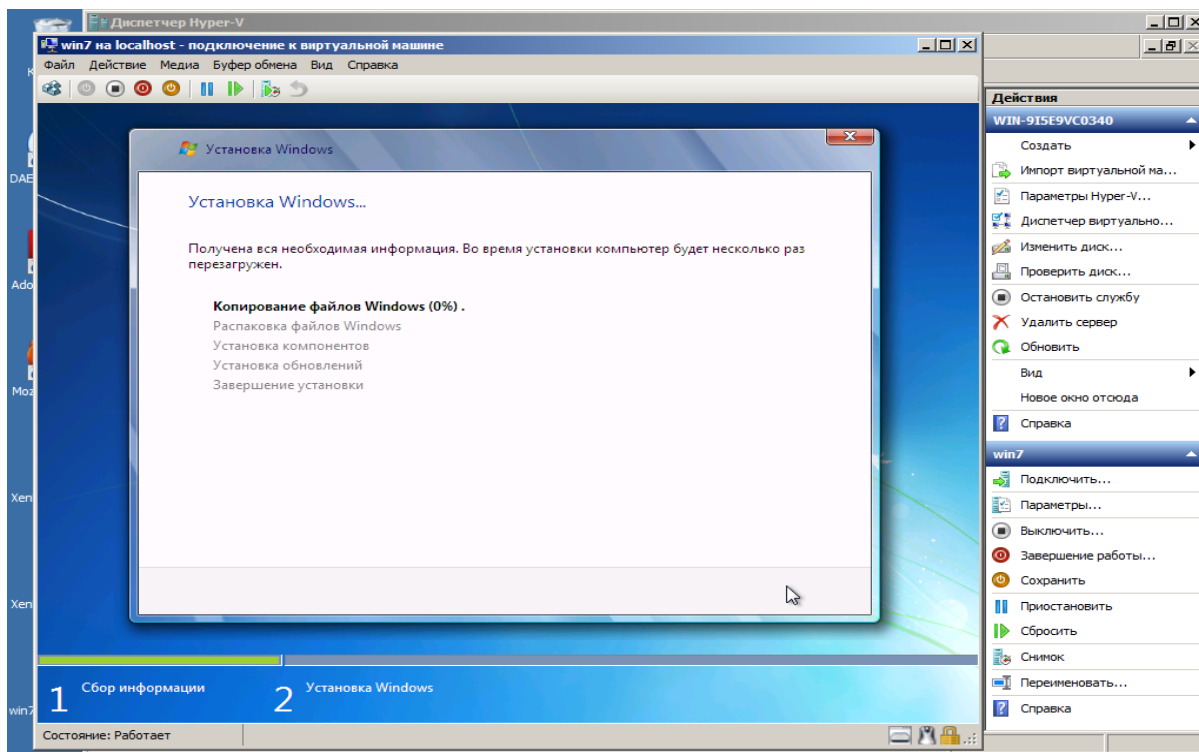 Диспетчер Hyper-V
win7 на localhost - подключение к виртуальной машине
Файл Действие Медиа Буфер обмена Вид Справка
Установка Windows
Установка Windows...
Получена вся необходимая информация. Во время установки компьютер будет несколько раз
перезагружен.
Копирование файлов Windows (0%) .
Распаковка файлов Windows
Установка компонентов
Установка обновлений
Завершение установки
1 Сбор информации
2 Установка Windows
Состояние: Работает
DAE
Ado
Moz
Xen
Xen
win7
Действия
WIN-9I5E9VC0340
Создать
Импорт виртуальной ма...
Параметры Hyper-V...
Диспетчер виртуально...
Изменить диск...
Проверить диск...
Остановить службу
Удалить сервер
Обновить
Вид
Новое окно отсюда
Справка
win7
Подключить...
Параметры...
Выключить...
Завершение работы...
Сохранить
Приостановить
Сбросить
Снимок
Переименовать...
Справка